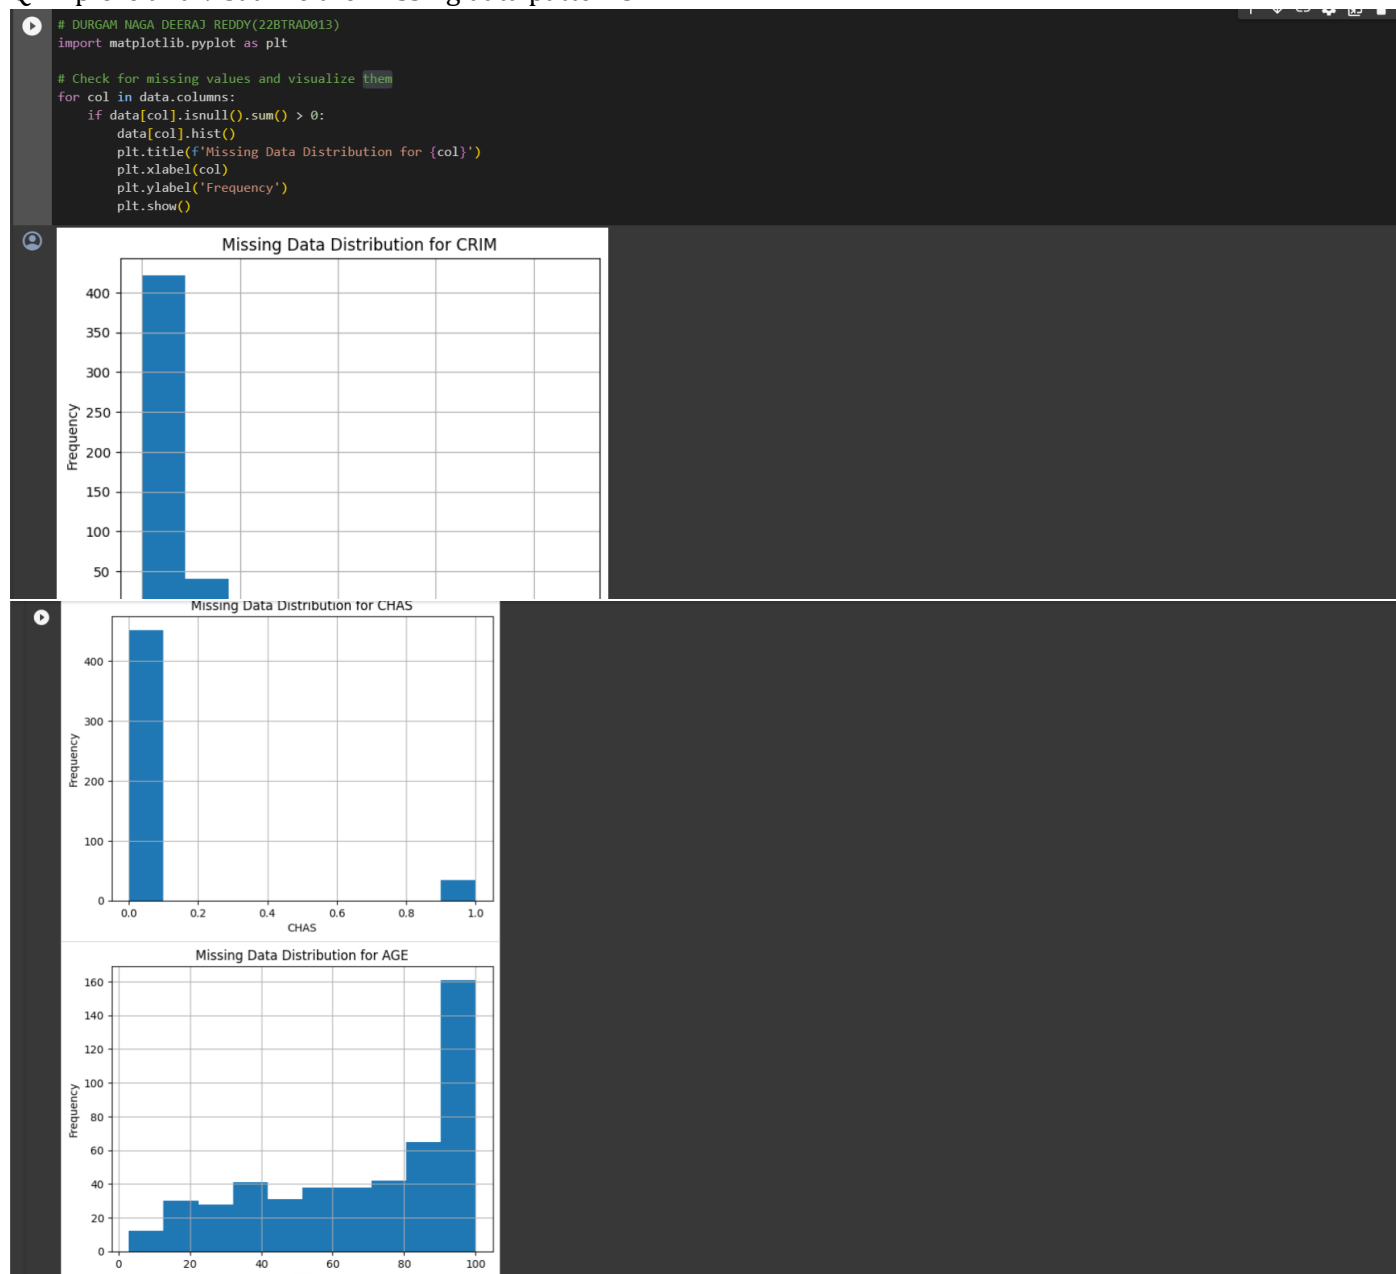 # DURGAM NAGA DEERAJ REDDY(22BTRAD013)
import matplotlib.pyplot as plt
# Check for missing values and visualize them
for col in data.columns:
    if data[col].isnull().sum() > 0:
        data[col].hist()
        plt.title(f'Missing Data Distribution for {col}')
        plt.xlabel(col)
        plt.ylabel('Frequency')
        plt.show()
Missing Data Distribution for CRIM
400
350
300
250
200
150
100
50
Frequency
Missing Data Distribution for CHAS
400
300
200
100
0
Frequency
0.0 0.2 0.4 0.6 0.8 1.0
CHAS
Missing Data Distribution for AGE
160
140
120
100
80
60
40
20
0
Frequency
0 20 40 60 80 100